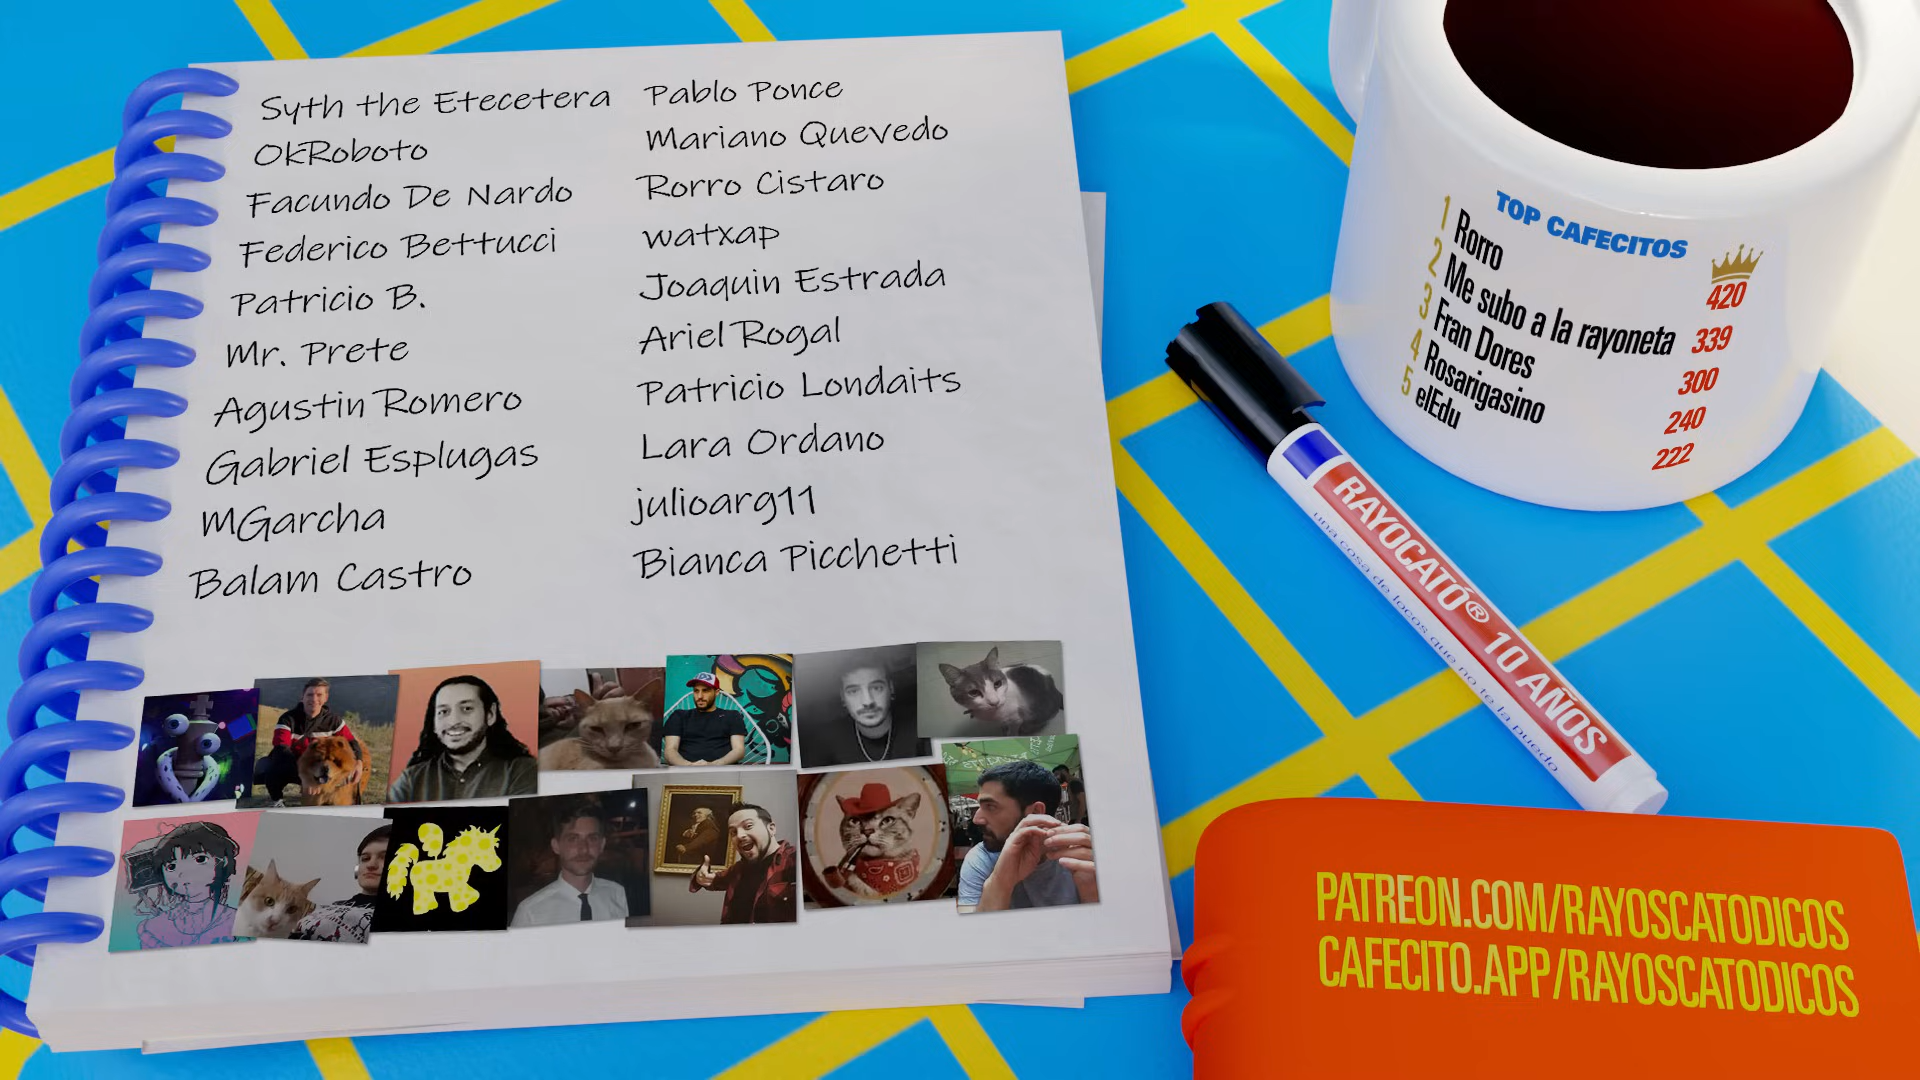 Syth the Etecetera
OkRoboto
Facundo De Nardo
Federico Bettucci
Patricio B.
Mr. Prete
Agustin Romero
Gabriel Esplugas
MGarcha
Balam Castro
Pablo Ponce
Mariano Quevedo
Rorro Cistaro
watxap
Joaquin Estrada
Ariel Rogal
Patricio Londaits
Lara Ordano
julioarg11
Bianca Picchetti
TOP CAFECITOS
1 Rorro 420
2 Me subo a la rayoneta 339
3 Fran Dores 300
4 Rosarigasino 240
5 elEdu 222
RAYOCATÓ® 10 AÑOS
una cosa de locos que no te la puedo
PATREON.COM/RAYOSCATODICOS
CAFECITO.APP/RAYOSCATODICOS